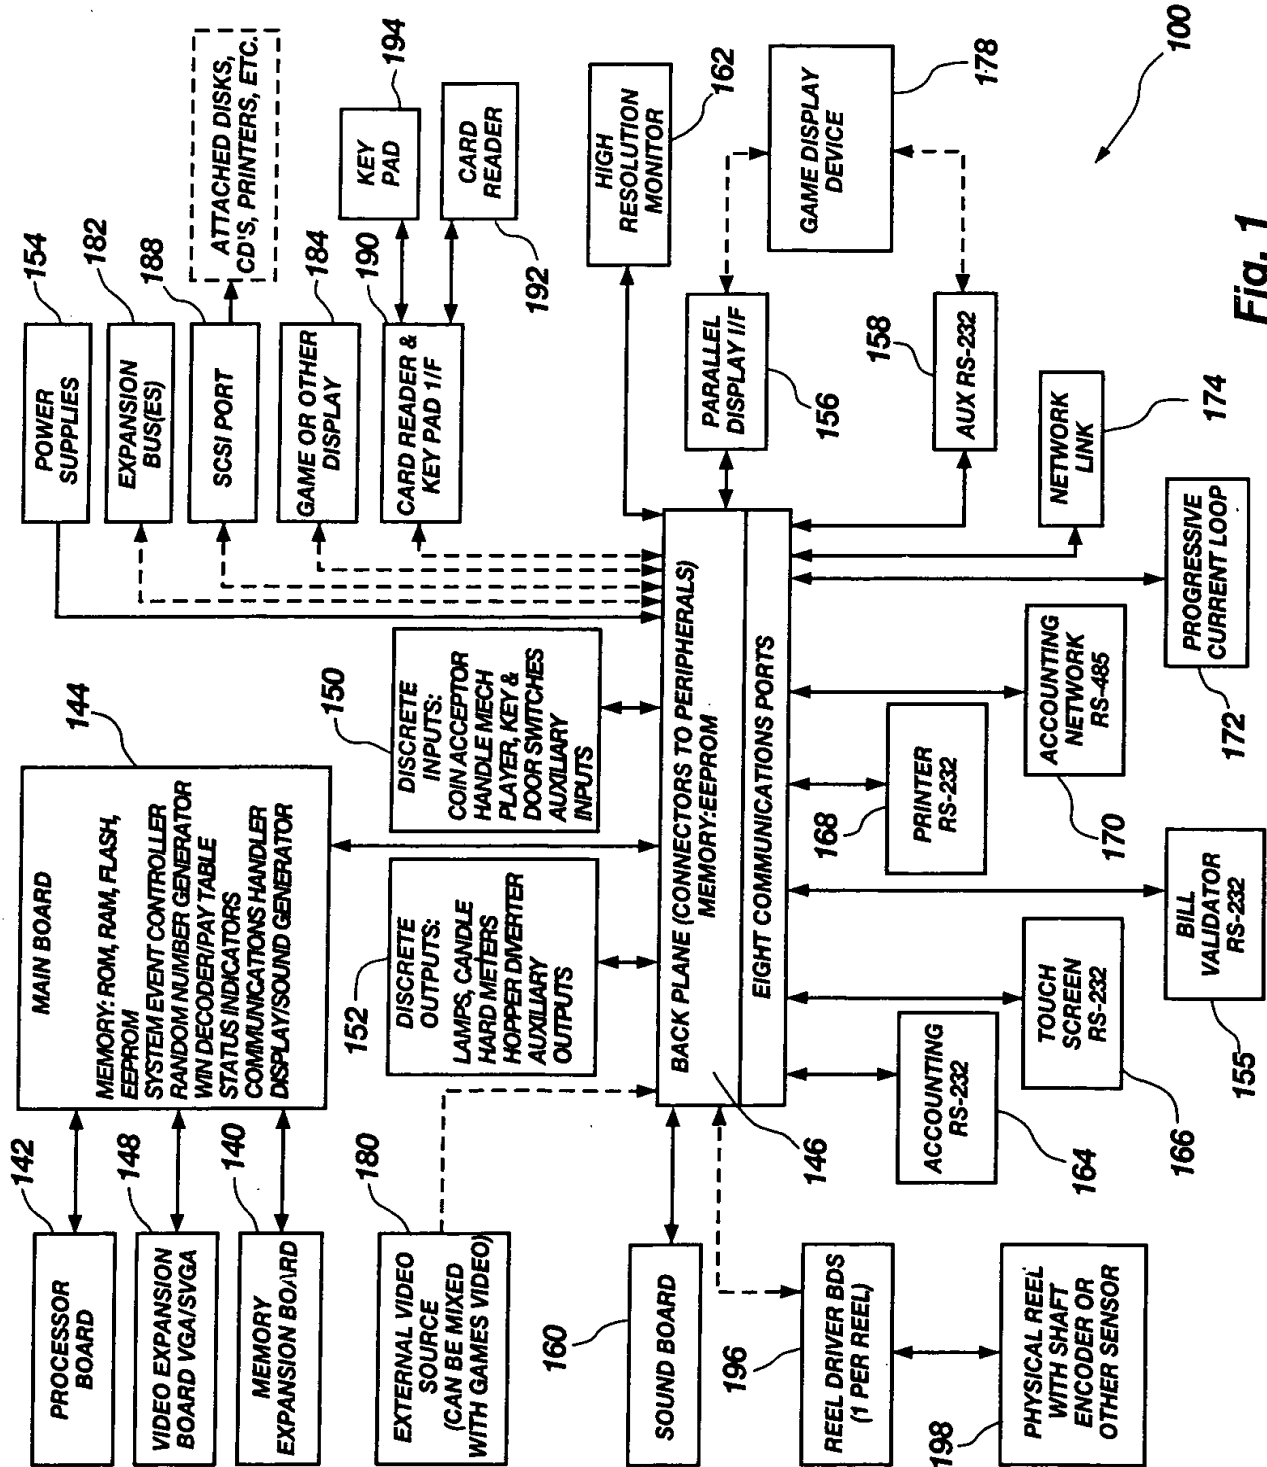 142
PROCESSOR
BOARD
148
VIDEO EXPANSION
BOARD VGA/SVGA
140
MEMORY
EXPANSION BOARD
144
MAIN BOARD
MEMORY: ROM, RAM, FLASH,
EEPROM
SYSTEM EVENT CONTROLLER
RANDOM NUMBER GENERATOR
WIN DECODER/PAY TABLE
STATUS INDICATORS
COMMUNICATIONS HANDLER
DISPLAY/SOUND GENERATOR
154
POWER
SUPPLIES
182
EXPANSION
BUS(ES)
188
SCSI PORT
ATTACHED DISKS,
CD'S, PRINTERS, ETC.
184
GAME OR OTHER
DISPLAY
190
CARD READER &
KEY PAD 1/F
194
KEY
PAD
CARD
READER
192
180
EXTERNAL VIDEO
SOURCE
(CAN BE MIXED
WITH GAMES VIDEO)
152
DISCRETE
OUTPUTS:
LAMPS, CANDLE
HARD METERS
HOPPER DIVERTER
AUXILIARY
OUTPUTS
150
DISCRETE
INPUTS:
COIN ACCEPTOR
HANDLE MECH
PLAYER, KEY &
DOOR SWITCHES
AUXILIARY
INPUTS
160
SOUND BOARD
BACK PLANE (CONNECTORS TO PERIPHERALS)
MEMORY:EEPROM
EIGHT COMMUNICATIONS PORTS
146
HIGH
RESOLUTION
MONITOR
162
PARALLEL
DISPLAY I/F
156
GAME DISPLAY
DEVICE
178
158
AUX RS-232
196
REEL DRIVER BDS
(1 PER REEL)
198
PHYSICAL REEL
WITH SHAFT
ENCODER OR
OTHER SENSOR
ACCOUNTING
RS-232
164
TOUCH
SCREEN
RS-232
166
BILL
VALIDATOR
RS-232
155
168
PRINTER
RS-232
ACCOUNTING
NETWORK
RS-485
170
PROGRESSIVE
CURRENT LOOP
172
NETWORK
LINK
174
100
Fig. 1